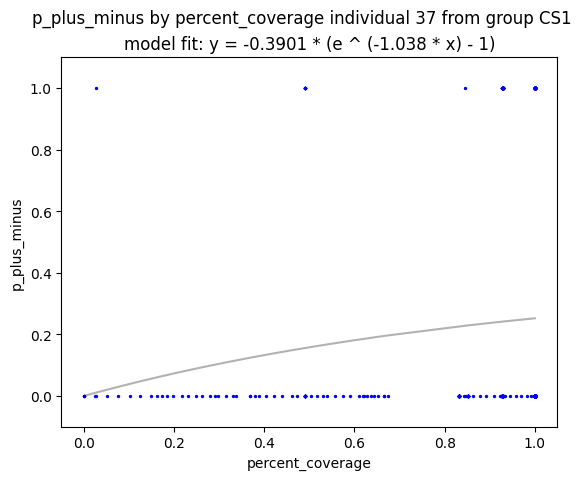 p_plus_minus by percent_coverage individual 37 from group CS1
model fit: y = -0.3901 * (e ^ (-1.038 * x) - 1)
1.0
0.8
0.6
0.4
0.2
0.0
p_plus_minus
0.0 0.2 0.4 0.6 0.8 1.0
percent_coverage